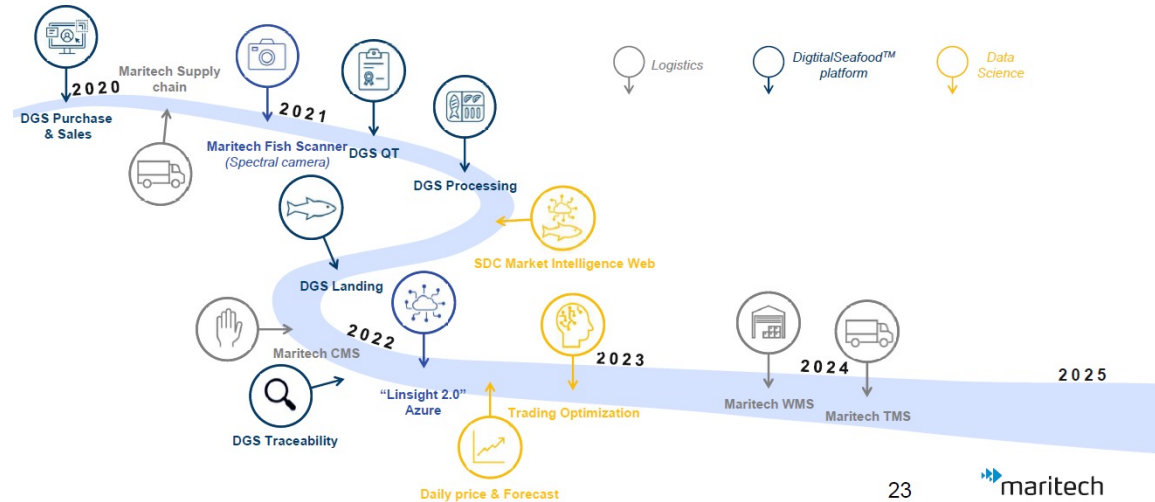 2020
Maritech Supply
chain
2021
Logistics
DigtitalSeafood™
platform
Data
Science
DGS Purchase
& Sales
Maritech Fish Scanner
(Spectral camera)
DGS QT
DGS Processing
SDC Market Intelligence Web
DGS Landing
2022
Maritech CMS
2023
2024
2025
"Linsight 2.0"
Azure
Trading Optimization
Maritech WMS
Maritech TMS
DGS Traceability
Daily price & Forecast
23
maritech